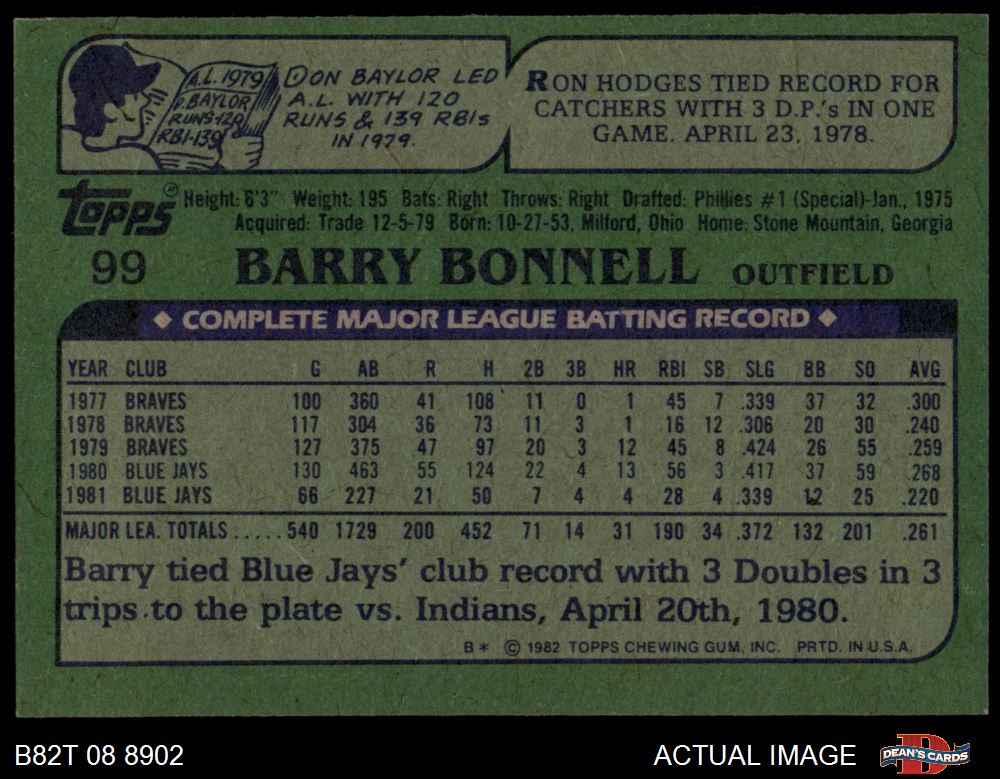 A.L. 1979
D. BAYLOR
RUNS-120
RBI-139
DON BAYLOR LED
A.L. WITH 120
RUNS & 139 RBIs
IN 1979.
RON HODGES TIED RECORD FOR
CATCHERS WITH 3 D.P.'s IN ONE
GAME, APRIL 23, 1978.
Topps®
Height: 6'3" Weight: 195 Bats: Right Throws: Right Drafted: Phillies #1 (Special)-Jan., 1975
Acquired: Trade 12-5-79 Born: 10-27-53, Milford, Ohio Home: Stone Mountain, Georgia
99 BARRY BONNELL OUTFIELD
◆ COMPLETE MAJOR LEAGUE BATTING RECORD ◆
YEAR CLUB G AB R H 2B 3B HR RBI SB SLG BB SO AVG
1977 BRAVES 100 360 41 108 11 0 1 45 7 .339 37 32 .300
1978 BRAVES 117 304 36 73 11 3 1 16 12 .306 20 30 .240
1979 BRAVES 127 375 47 97 20 3 12 45 8 .424 26 55 .259
1980 BLUE JAYS 130 463 55 124 22 4 13 56 3 .417 37 59 .268
1981 BLUE JAYS 66 227 21 50 7 4 4 28 4 .339 12 25 .220
MAJOR LEA. TOTALS.....540 1729 200 452 71 14 31 190 34 .372 132 201 .261
Barry tied Blue Jays' club record with 3 Doubles in 3
trips to the plate vs. Indians, April 20th, 1980.
B* © 1982 TOPPS CHEWING GUM, INC. PRTD. IN U.S.A.
B82T 08 8902 ACTUAL IMAGE DEAN'S CARDS